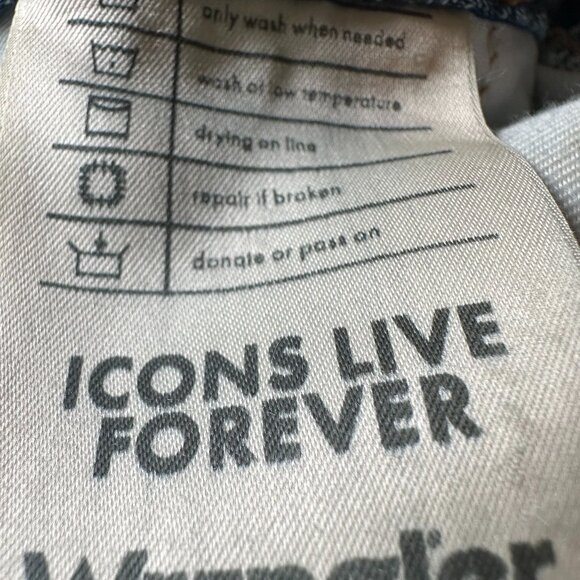 only wash when needed
wash at low temperature
drying on line
repair if broken
donate or pass on
ICONS LIVE
FOREVER
Wrangler®